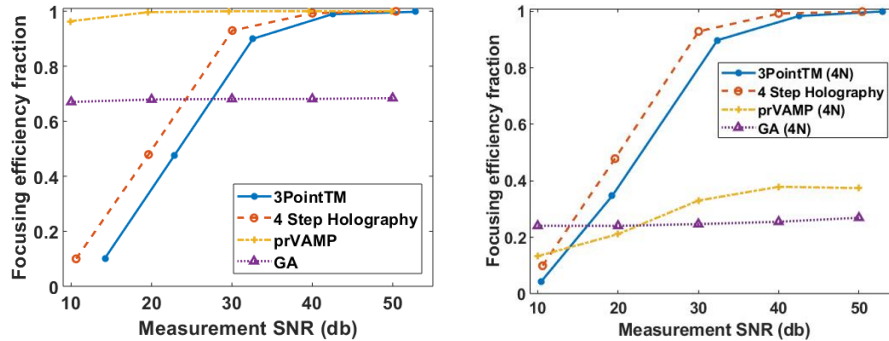 Focusing efficiency fraction
1
0.8
0.6
0.4
0.2
0
10
20
30
40
50
Measurement SNR (db)
3PointTM
4 Step Holography
prVAMP
GA
Focusing efficiency fraction
1
0.8
0.6
0.4
0.2
0
10
20
30
40
50
Measurement SNR (db)
3PointTM (4N)
4 Step Holography
prVAMP (4N)
GA (4N)